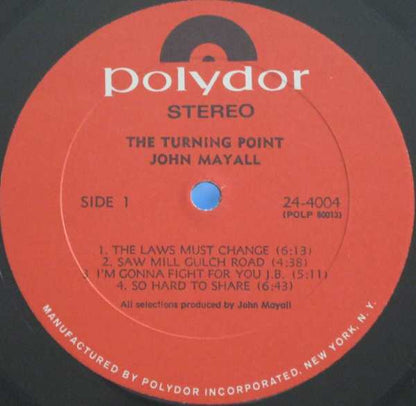 polydor
STEREO
THE TURNING POINT
JOHN MAYALL
SIDE 1
24-4004
(POLP 80013)
1. THE LAWS MUST CHANGE (6:13)
2. SAW MILL GULCH ROAD (4:38)
3. I'M GONNA FIGHT FOR YOU J.B. (5:11)
4. SO HARD TO SHARE (6:43)
All selections produced by John Mayall
MANUFACTURED BY POLYDOR INCORPORATED. NEW YORK, N. Y.